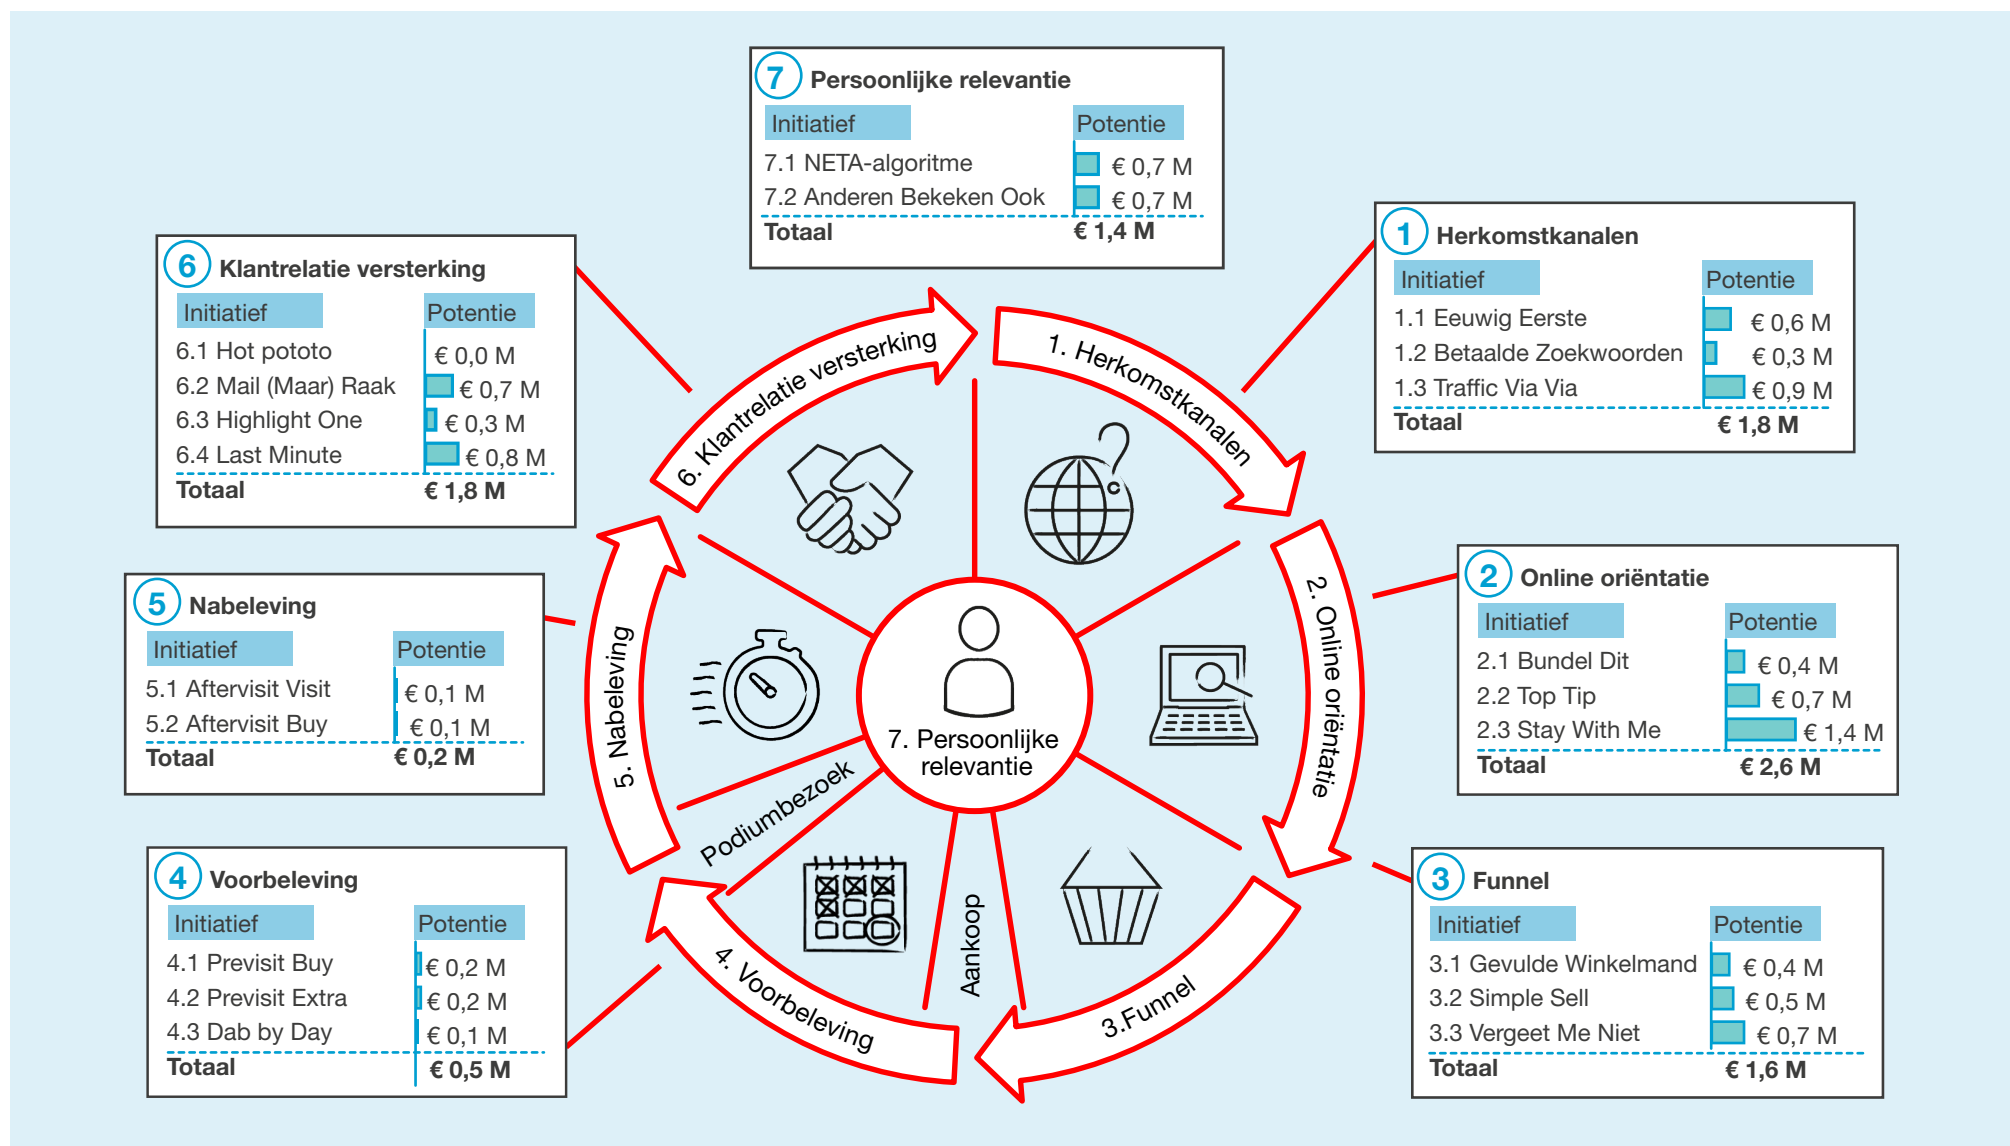 7 Persoonlijke relevantie
Initiatief Potentie
7.1 NETA-algoritme € 0,7 M
7.2 Anderen Bekeken Ook € 0,7 M
Totaal € 1,4 M
1 Herkomstkanalen
Initiatief Potentie
1.1 Eeuwig Eerste € 0,6 M
1.2 Betaalde Zoekwoorden € 0,3 M
1.3 Traffic Via Via € 0,9 M
Totaal € 1,8 M
2 Online oriëntatie
Initiatief Potentie
2.1 Bundel Dit € 0,4 M
2.2 Top Tip € 0,7 M
2.3 Stay With Me € 1,4 M
Totaal € 2,6 M
3 Funnel
Initiatief Potentie
3.1 Gevulde Winkelmand € 0,4 M
3.2 Simple Sell € 0,5 M
3.3 Vergeet Me Niet € 0,7 M
Totaal € 1,6 M
4 Voorbeleving
Initiatief Potentie
4.1 Previsit Buy € 0,2 M
4.2 Previsit Extra € 0,2 M
4.3 Dab by Day € 0,1 M
Totaal € 0,5 M
5 Nabeleving
Initiatief Potentie
5.1 Aftervisit Visit € 0,1 M
5.2 Aftervisit Buy € 0,1 M
Totaal € 0,2 M
6 Klantrelatie versterking
Initiatief Potentie
6.1 Hot pototo € 0,0 M
6.2 Mail (Maar) Raak € 0,7 M
6.3 Highlight One € 0,3 M
6.4 Last Minute € 0,8 M
Totaal € 1,8 M
1. Herkomstkanalen
2. Online oriëntatie
3.Funnel
Aankoop
4. Voorbeleving
Podiumbezoek
5. Nabeleving
6. Klantrelatie versterking
7. Persoonlijke
relevantie